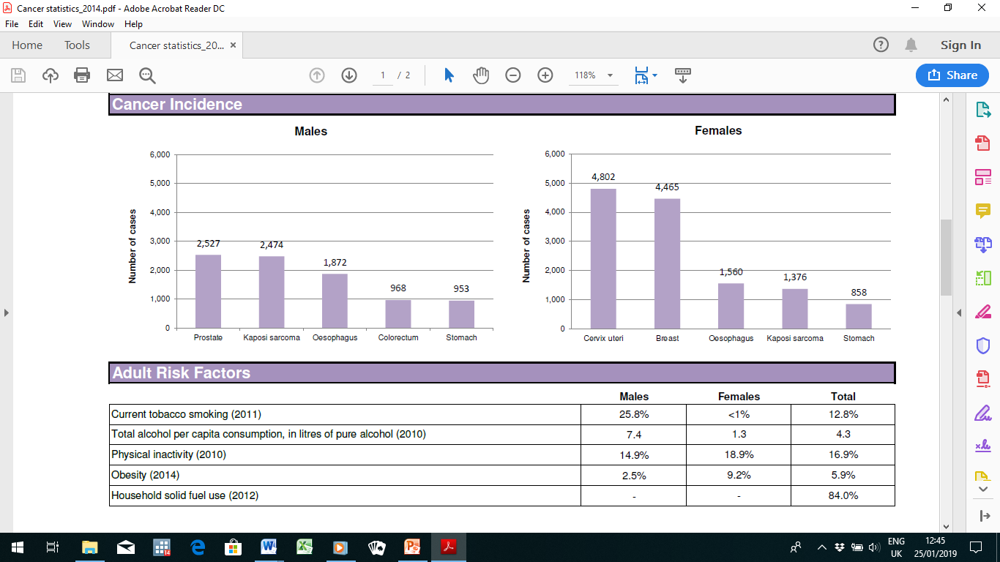 Cancer statistics_2014.pdf - Adobe Acrobat Reader DC
File Edit View Window Help
Home Tools Cancer statistics_20... ×
Sign In
1 / 2 118% Share
Cancer Incidence
Males
Number of cases
6,000
5,000
4,000
3,000
2,000
1,000
0
2,527 2,474 1,872 968 953
Prostate Kaposi sarcoma Oesophagus Colorectum Stomach
Females
Number of cases
6,000
5,000
4,000
3,000
2,000
1,000
0
4,802 4,465 1,560 1,376 858
Cervix uteri Breast Oesophagus Kaposi sarcoma Stomach
Adult Risk Factors
Males Females Total
Current tobacco smoking (2011) 25.8% <1% 12.8%
Total alcohol per capita consumption, in litres of pure alcohol (2010) 7.4 1.3 4.3
Physical inactivity (2010) 14.9% 18.9% 16.9%
Obesity (2014) 2.5% 9.2% 5.9%
Household solid fuel use (2012) - - 84.0%
ENG 12:45
UK 25/01/2019